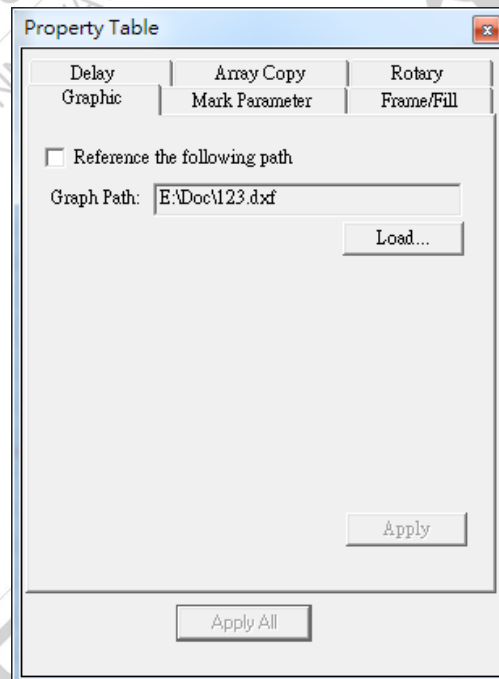 Property Table
Delay Array Copy Rotary
Graphic Mark Parameter Frame/Fill
Reference the following path
Graph Path: E:\Doc\123.dxf
Load...
Apply
Apply All